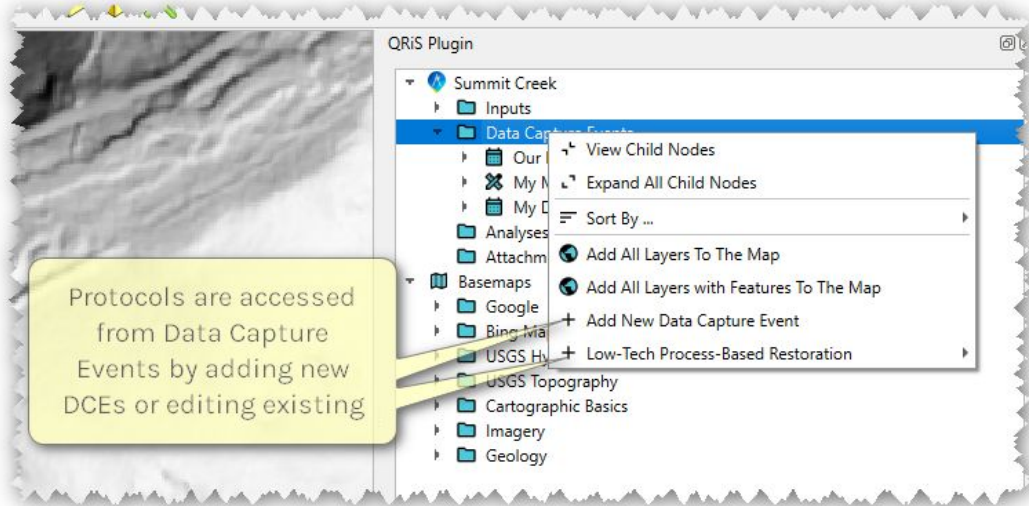 QRiS Plugin
Summit Creek
Inputs
Data Capture Events
Our
My
My
Analyses
Attachm
Basemaps
Google
Bing Ma
USGS Hy
USGS Topography
Cartographic Basics
Imagery
Geology
View Child Nodes
Expand All Child Nodes
Sort By ...
Add All Layers To The Map
Add All Layers with Features To The Map
Add New Data Capture Event
Low-Tech Process-Based Restoration
Protocols are accessed
from Data Capture
Events by adding new
DCEs or editing existing